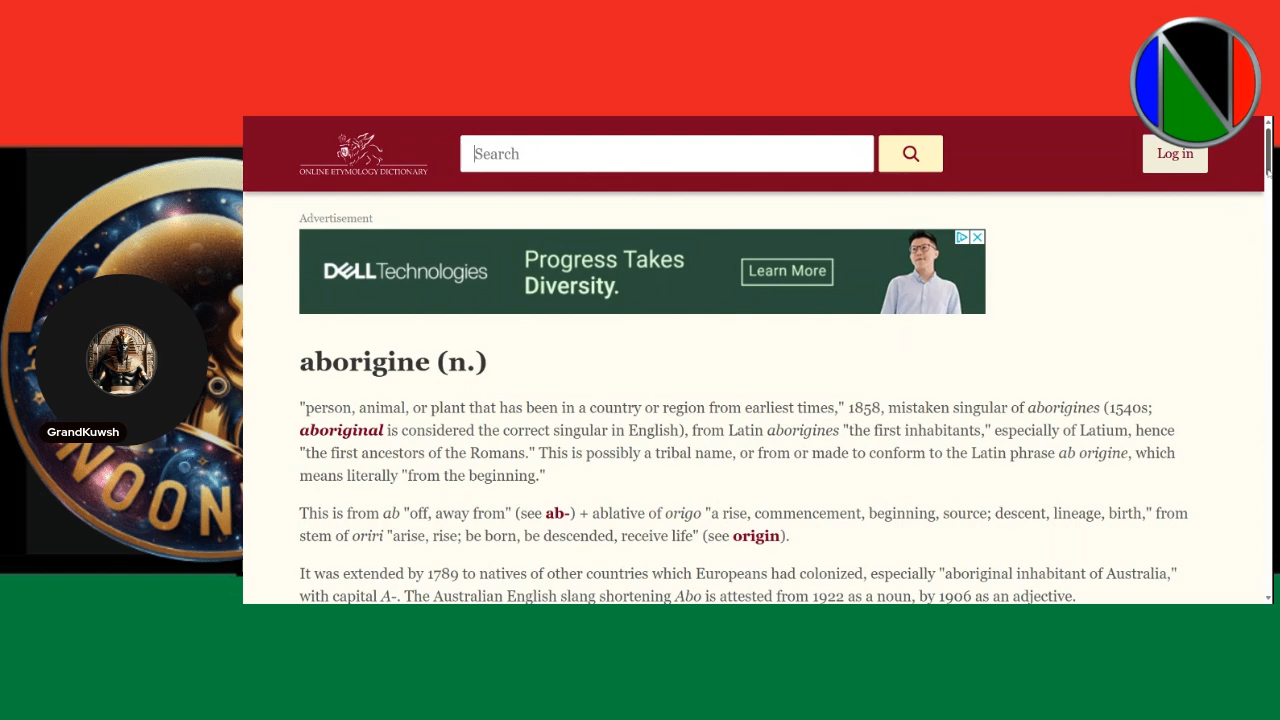 ONLINE ETYMOLOGY DICTIONARY
Search
Log in
Advertisement
DELL Technologies
Progress Takes
Diversity.
Learn More
aborigine (n.)
"person, animal, or plant that has been in a country or region from earliest times," 1858, mistaken singular of aborigines (1540s;
aboriginal is considered the correct singular in English), from Latin aborigines "the first inhabitants," especially of Latium, hence
"the first ancestors of the Romans." This is possibly a tribal name, or from or made to conform to the Latin phrase ab origine, which
means literally "from the beginning."
This is from ab "off, away from" (see ab-) + ablative of origo "a rise, commencement, beginning, source; descent, lineage, birth," from
stem of oriri "arise, rise; be born, be descended, receive life" (see origin).
It was extended by 1789 to natives of other countries which Europeans had colonized, especially "aboriginal inhabitant of Australia,"
with capital A-. The Australian English slang shortening Abo is attested from 1922 as a noun, by 1906 as an adjective.
GrandKuwsh
NOON
N